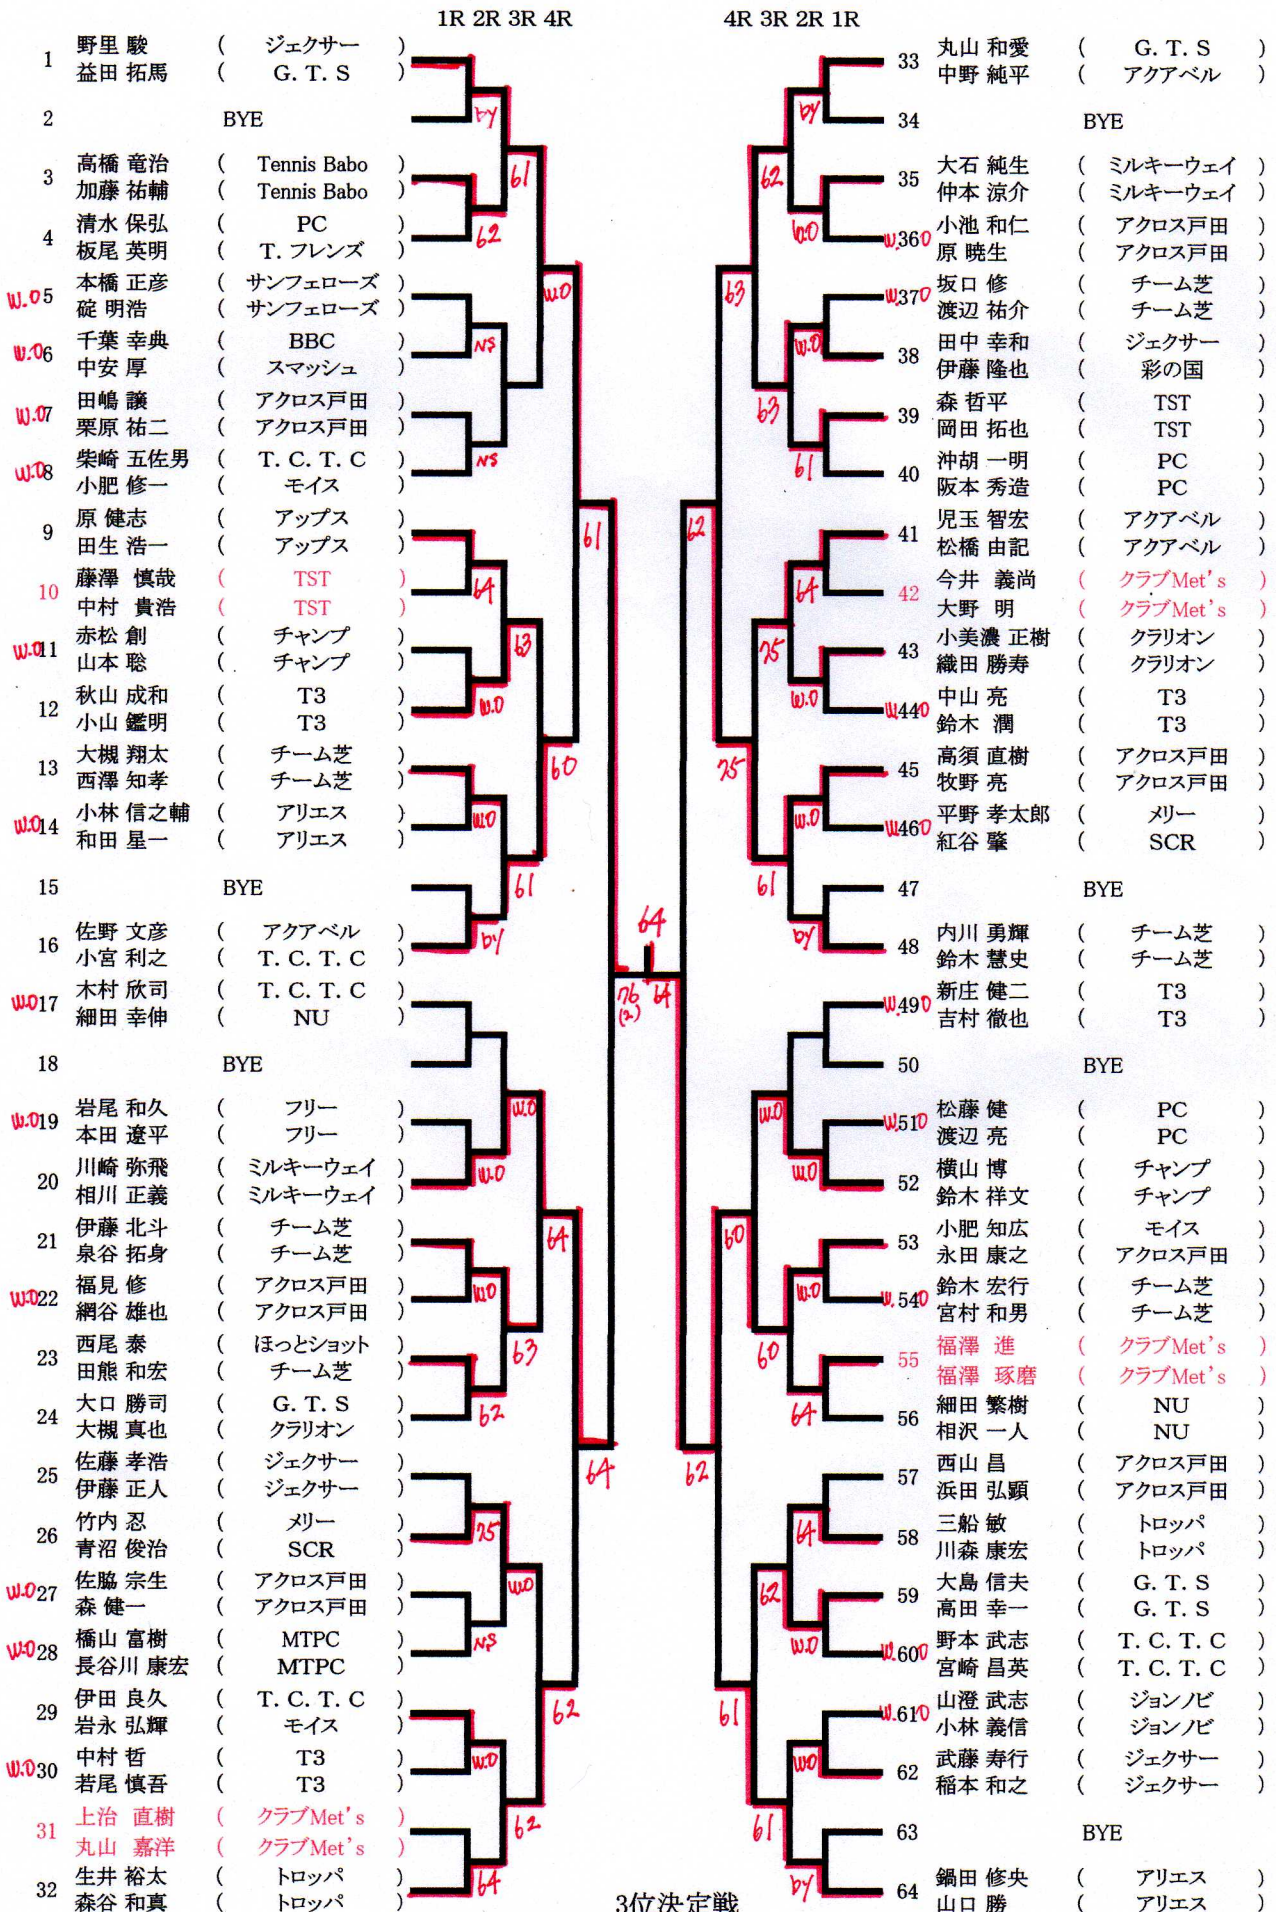 1R 2R 3R 4R
4R 3R 2R 1R
1 野里 駿 ( ジェクサー )
益田 拓馬 ( G. T. S )
2 BYE
by
3 高橋 竜治 ( Tennis Babo )
加藤 祐輔 ( Tennis Babo )
61
4 清水 保弘 ( PC )
板尾 英明 ( T. フレンズ )
62
W.O 5 本橋 正彦 ( サンフェローズ )
碇 明浩 ( サンフェローズ )
W.O
W.O 6 千葉 幸典 ( BBC )
中安 厚 ( スマッシュ )
NS
W.O 7 田嶋 譲 ( アクロス戸田 )
栗原 祐二 ( アクロス戸田 )
W.O 8 柴崎 五佐男 ( T. C. T. C )
小肥 修一 ( モイス )
NS
9 原 健志 ( アップス )
田生 浩一 ( アップス )
61
10 藤澤 慎哉 ( TST )
中村 貴浩 ( TST )
64
W.O 11 赤松 創 ( チャンプ )
山本 聡 ( チャンプ )
63
12 秋山 成和 ( T3 )
小山 鑑明 ( T3 )
W.O
13 大槻 翔太 ( チーム芝 )
西澤 知孝 ( チーム芝 )
60
W.O 14 小林 信之輔 ( アリエス )
和田 星一 ( アリエス )
W.O
15 BYE
61
16 佐野 文彦 ( アクアベル )
小宮 利之 ( T. C. T. C )
by
W.O 17 木村 欣司 ( T. C. T. C )
細田 幸伸 ( NU )
18 BYE
W.O 19 岩尾 和久 ( フリー )
本田 遼平 ( フリー )
W.O
20 川崎 弥飛 ( ミルキーウェイ )
相川 正義 ( ミルキーウェイ )
W.O
21 伊藤 北斗 ( チーム芝 )
泉谷 拓身 ( チーム芝 )
64
W.O 22 福見 修 ( アクロス戸田 )
網谷 雄也 ( アクロス戸田 )
W.O
23 西尾 泰 ( ほっとショット )
田熊 和宏 ( チーム芝 )
63
24 大口 勝司 ( G. T. S )
大槻 真也 ( クラリオン )
62
25 佐藤 孝浩 ( ジェクサー )
伊藤 正人 ( ジェクサー )
64
26 竹内 忍 ( メリー )
青沼 俊治 ( SCR )
75
W.O 27 佐脇 宗生 ( アクロス戸田 )
森 健一 ( アクロス戸田 )
W.O
W.O 28 橋山 富樹 ( MTPC )
長谷川 康宏 ( MTPC )
NS
29 伊田 良久 ( T. C. T. C )
岩永 弘輝 ( モイス )
62
W.O 30 中村 哲 ( T3 )
若尾 慎吾 ( T3 )
W.O
31 上治 直樹 ( クラブMet's )
丸山 嘉洋 ( クラブMet's )
62
32 生井 裕太 ( トロッパ )
森谷 和真 ( トロッパ )
64
64
76 64
(2)
33 丸山 和愛 ( G. T. S )
中野 純平 ( アクアベル )
by
34 BYE
35 大石 純生 ( ミルキーウェイ )
仲本 涼介 ( ミルキーウェイ )
62
W.O 36 小池 和仁 ( アクロス戸田 )
原 暁生 ( アクロス戸田 )
W.O
W.O 37 坂口 修 ( チーム芝 )
渡辺 祐介 ( チーム芝 )
63
38 田中 幸和 ( ジェクサー )
伊藤 隆也 ( 彩の国 )
W.O
39 森 哲平 ( TST )
岡田 拓也 ( TST )
63
40 沖胡 一明 ( PC )
阪本 秀造 ( PC )
61
41 児玉 智宏 ( アクアベル )
松橋 由記 ( アクアベル )
62
42 今井 義尚 ( クラブMet's )
大野 明 ( クラブMet's )
64
43 小美濃 正樹 ( クラリオン )
織田 勝寿 ( クラリオン )
75
W.O 44 中山 亮 ( T3 )
鈴木 潤 ( T3 )
W.O
45 高須 直樹 ( アクロス戸田 )
牧野 亮 ( アクロス戸田 )
75
W.O 46 平野 孝太郎 ( メリー )
紅谷 肇 ( SCR )
W.O
47 BYE
61
48 内川 勇輝 ( チーム芝 )
鈴木 慧史 ( チーム芝 )
by
W.O 49 新庄 健二 ( T3 )
吉村 徹也 ( T3 )
50 BYE
W.O 51 松藤 健 ( PC )
渡辺 亮 ( PC )
W.O
52 横山 博 ( チャンプ )
鈴木 祥文 ( チャンプ )
W.O
53 小肥 知広 ( モイス )
永田 康之 ( アクロス戸田 )
60
W.O 54 鈴木 宏行 ( チーム芝 )
宮村 和男 ( チーム芝 )
W.O
55 福澤 進 ( クラブMet's )
福澤 琢磨 ( クラブMet's )
60
56 細田 繁樹 ( NU )
相沢 一人 ( NU )
64
57 西山 昌 ( アクロス戸田 )
浜田 弘顕 ( アクロス戸田 )
62
58 三船 敏 ( トロッパ )
川森 康宏 ( トロッパ )
64
59 大島 信夫 ( G. T. S )
高田 幸一 ( G. T. S )
62
W.O 60 野本 武志 ( T. C. T. C )
宮崎 昌英 ( T. C. T. C )
W.O
W.O 61 山澄 武志 ( ジョンノビ )
小林 義信 ( ジョンノビ )
61
62 武藤 寿行 ( ジェクサー )
稲本 和之 ( ジェクサー )
W.O
63 BYE
61
64 鍋田 修央 ( アリエス )
山口 勝 ( アリエス )
by
3位決定戦